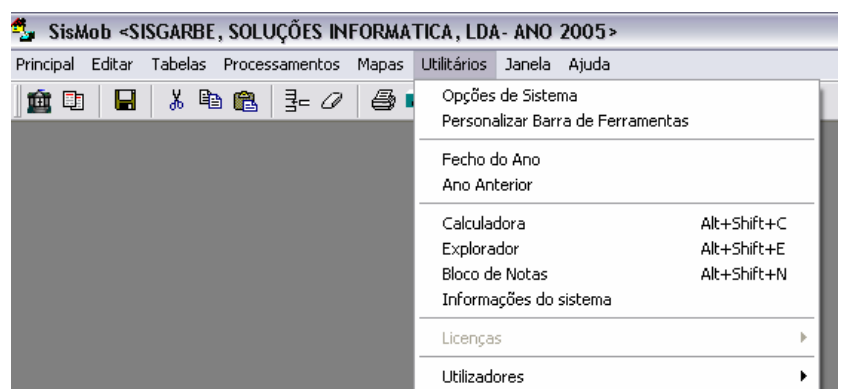 SisMob <SISGARBE, SOLUÇÕES INFORMATICA, LDA- ANO 2005>
Principal Editar Tabelas Processamentos Mapas Utilitários Janela Ajuda
Opções de Sistema
Personalizar Barra de Ferramentas
Fecho do Ano
Ano Anterior
Calculadora Alt+Shift+C
Explorador Alt+Shift+E
Bloco de Notas Alt+Shift+N
Informações do sistema
Licenças
Utilizadores